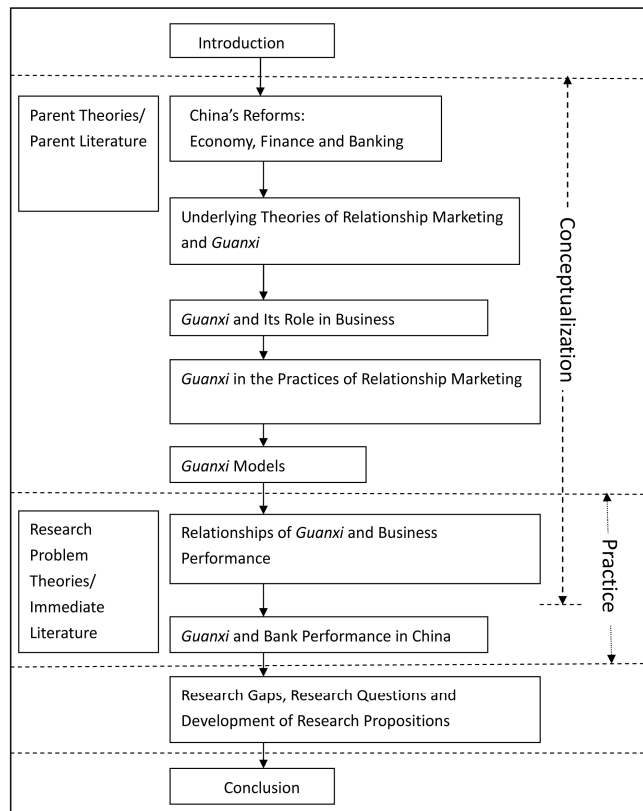 Introduction
Parent Theories/
Parent Literature
China's Reforms:
Economy, Finance and Banking
Underlying Theories of Relationship Marketing
and Guanxi
Guanxi and Its Role in Business
Guanxi in the Practices of Relationship Marketing
Guanxi Models
Conceptualization
Research
Problem
Theories/
Immediate
Literature
Relationships of Guanxi and Business
Performance
Guanxi and Bank Performance in China
Practice
Research Gaps, Research Questions and
Development of Research Propositions
Conclusion